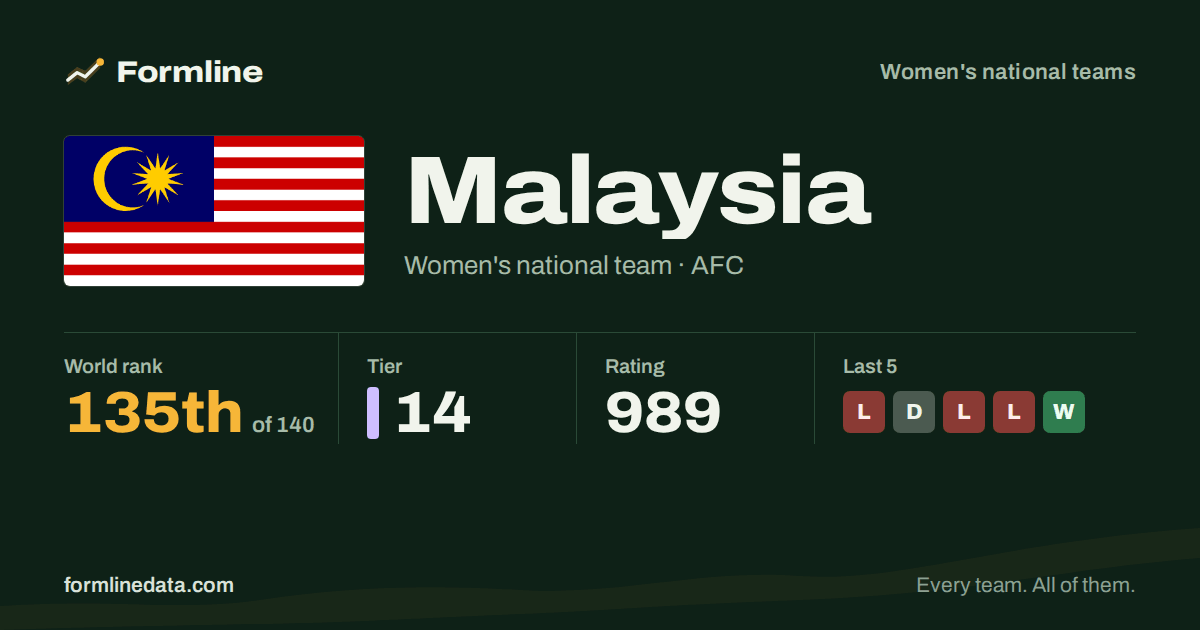 Formline
Women's national teams
Malaysia
Women's national team · AFC
World rank
135th of 140
Tier
14
Rating
989
Last 5
L D L L W
formlinedata.com
Every team. All of them.